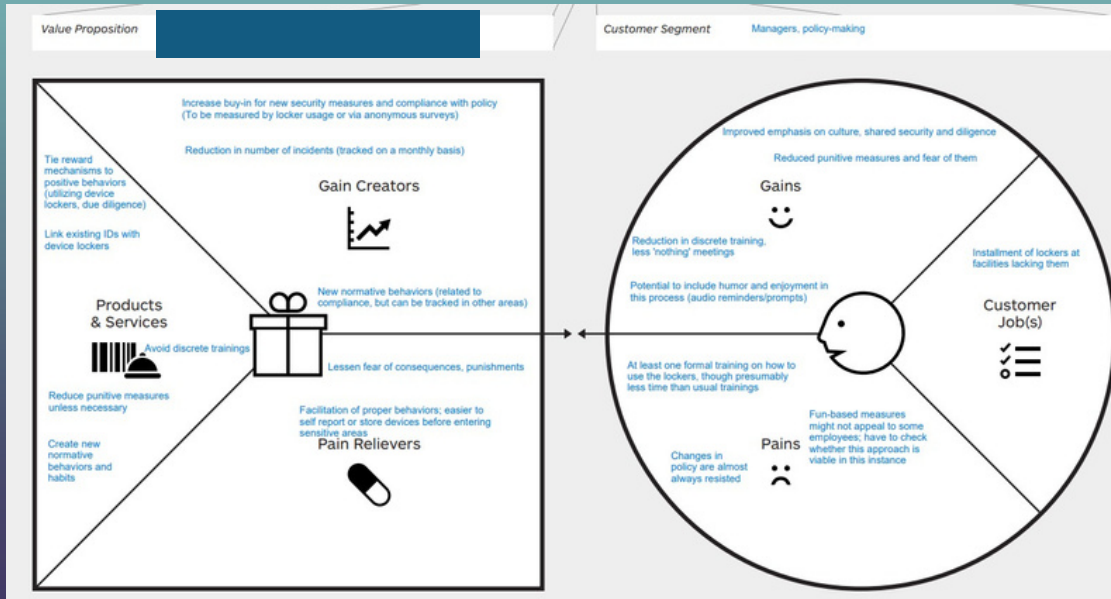 Value Proposition
Customer Segment
Managers, policy-making
Increase buy-in for new security measures and compliance with policy
(To be measured by locker usage or via anonymous surveys)
Reduction in number of incidents (tracked on a monthly basis)
Gain Creators
Tie reward
mechanisms to
positive behaviors
(utilizing device
lockers, due diligence)
Link existing IDs with
device lockers
Products
& Services
Avoid discrete trainings
Reduce punitive measures
unless necessary
Create new
normative
behaviors and
habits
New normative behaviors (related to
compliance, but can be tracked in other areas)
Lessen fear of consequences, punishments
Facilitation of proper behaviors; easier to
self report or store devices before entering
sensitive areas
Pain Relievers
Improved emphasis on culture, shared security and diligence
Reduced punitive measures and fear of them
Gains
Reduction in discrete training,
less 'nothing' meetings
Potential to include humor and enjoyment in
this process (audio reminders/prompts)
Installment of lockers at
facilities lacking them
Customer
Job(s)
At least one formal training on how to
use the lockers, though presumably
less time than usual trainings
Fun-based measures
might not appeal to some
employees; have to check
whether this approach is
viable in this instance
Pains
Changes in
policy are almost
always resisted